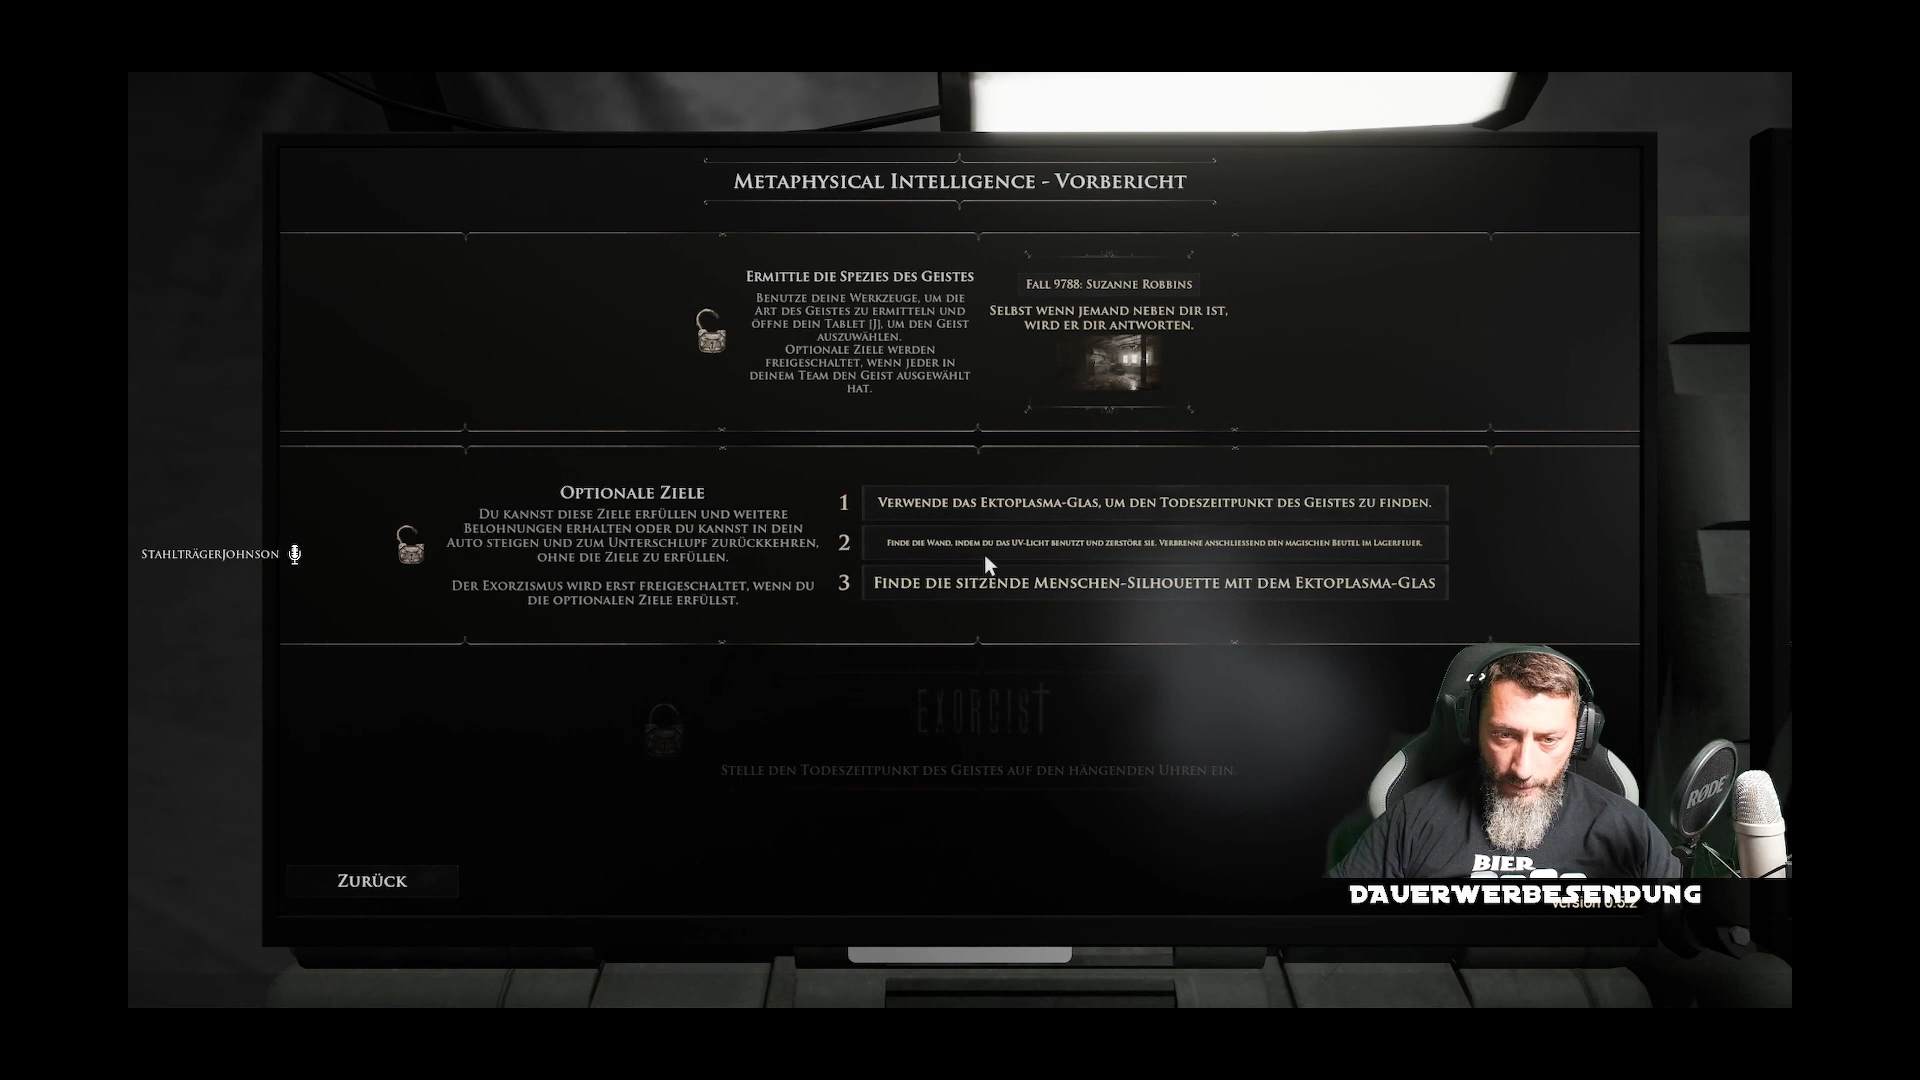 Metaphysical Intelligence - Vorbericht
Ermittle die Spezies des Geistes
Benutze deine Werkzeuge, um die
Art des Geistes zu ermitteln und
öffne dein Tablet [J], um den Geist
auszuwählen.
Optionale Ziele werden
freigeschaltet, wenn jeder in
deinem Team den Geist ausgewählt
hat.
Fall 9788: Suzanne Robbins
Selbst wenn jemand neben dir ist,
wird er dir antworten.
Optionale Ziele
Du kannst diese Ziele erfüllen und weitere
Belohnungen erhalten oder du kannst in dein
Auto steigen und zum Unterschlupf zurückkehren,
ohne die Ziele zu erfüllen.
Der Exorzismus wird erst freigeschaltet, wenn du
die optionalen Ziele erfüllst.
1 Verwende das Ektoplasma-Glas, um den Todeszeitpunkt des Geistes zu finden.
2 Finde die Wand, indem du das UV-Licht benutzt und zerstöre sie. Verbrenne anschliessend den magischen Beutel im Lagerfeuer.
3 Finde die sitzende Menschen-Silhouette mit dem Ektoplasma-Glas
StahlträgerJohnson
EXORCIST
Stelle den Todeszeitpunkt des Geistes auf den hängenden Uhren ein.
Zurück
RØDE
BIER
DAUERWERBESENDUNG